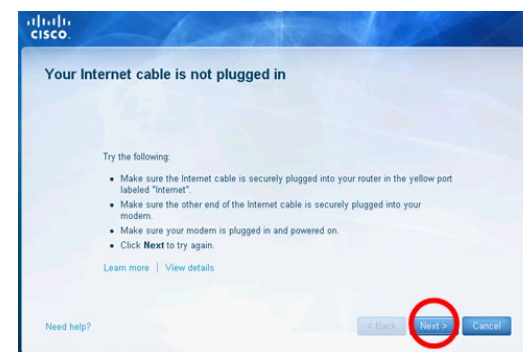 CISCO.
Your Internet cable is not plugged in
Try the following:
• Make sure the Internet cable is securely plugged into your router in the yellow port
labeled "Internet".
• Make sure the other end of the Internet cable is securely plugged into your
modem.
• Make sure your modem is plugged in and powered on.
• Click Next to try again.
Learn more | View details
Need help? < Back Next > Cancel